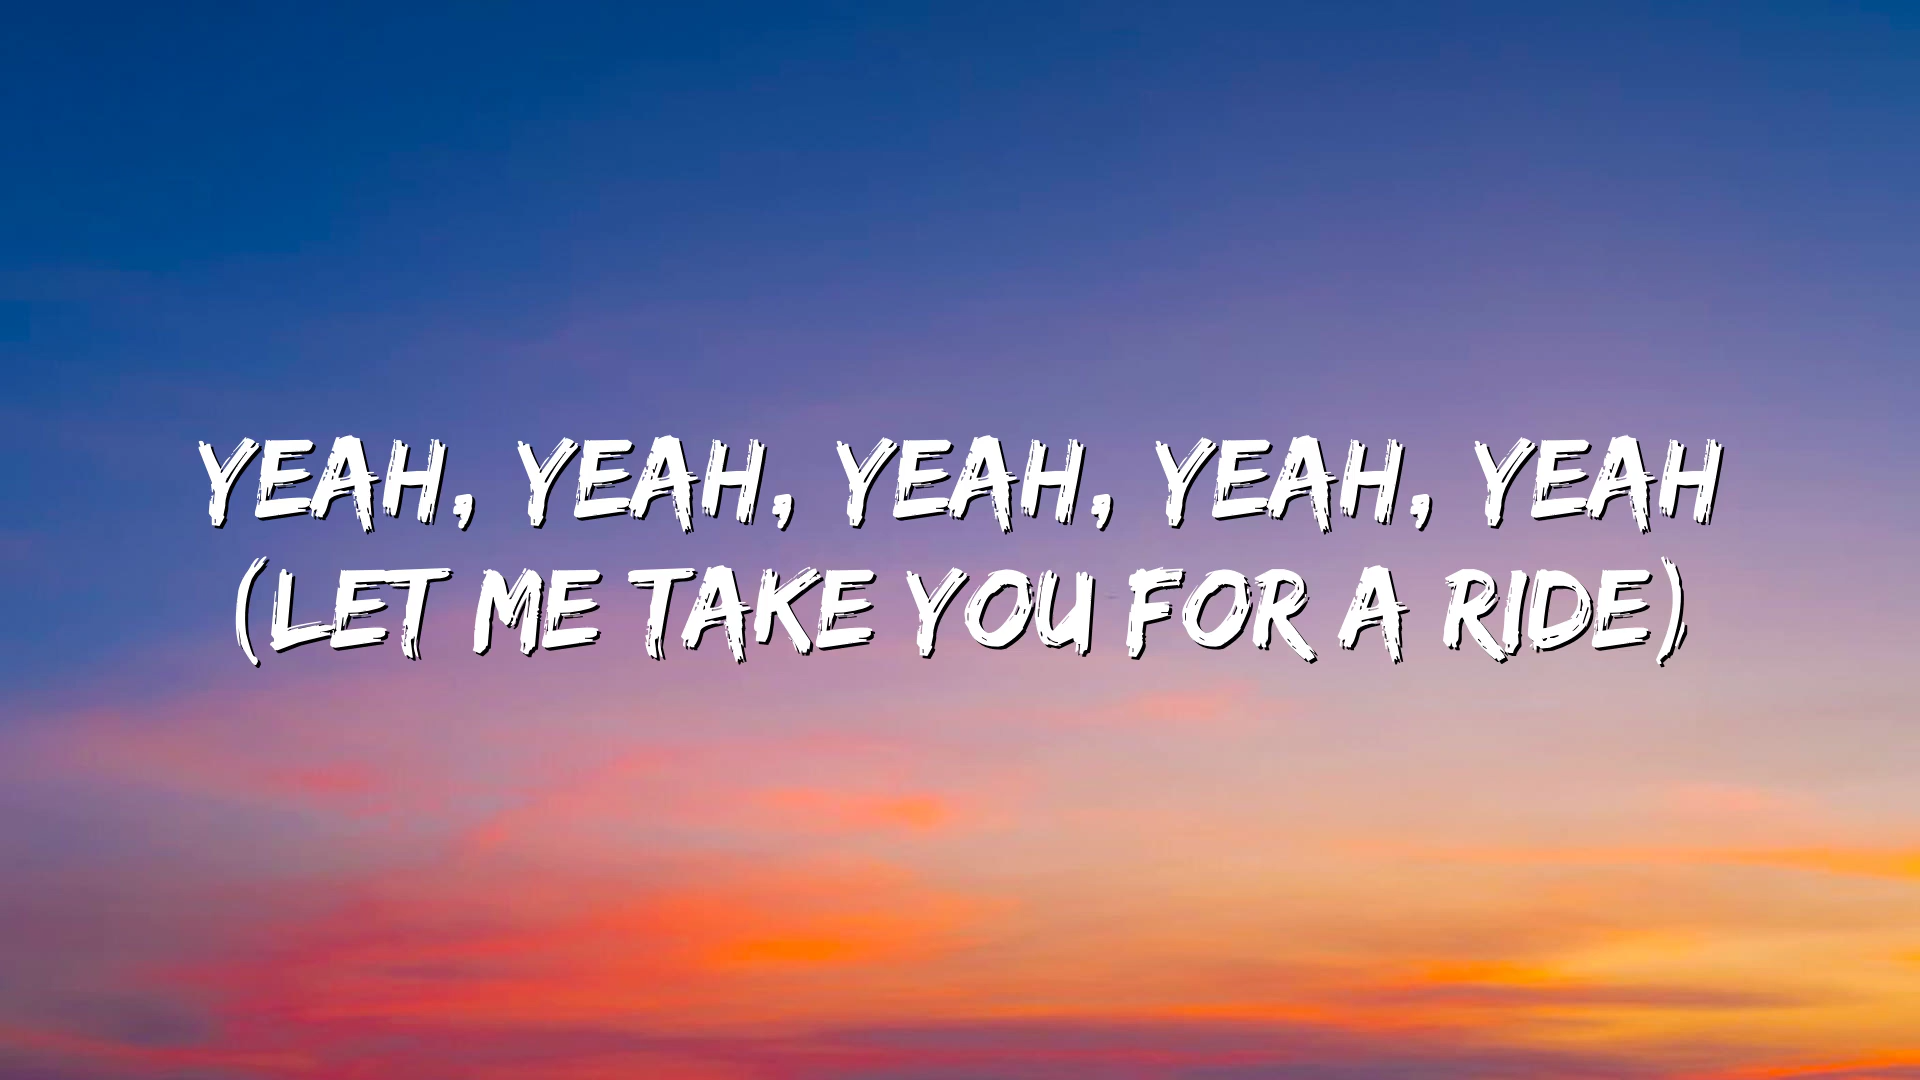 YEAH, YEAH, YEAH, YEAH, YEAH
(LET ME TAKE YOU FOR A RIDE)